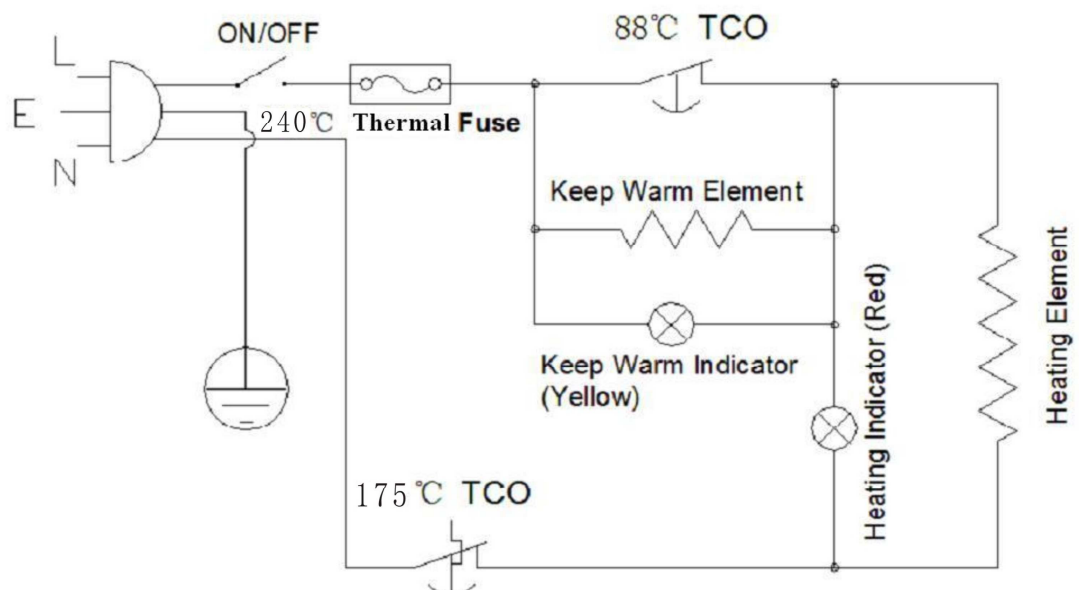 ON/OFF
88℃ TCO
L
E
N
240℃ Thermal Fuse
Keep Warm Element
Keep Warm Indicator
(Yellow)
Heating Indicator (Red)
Heating Element
175℃ TCO